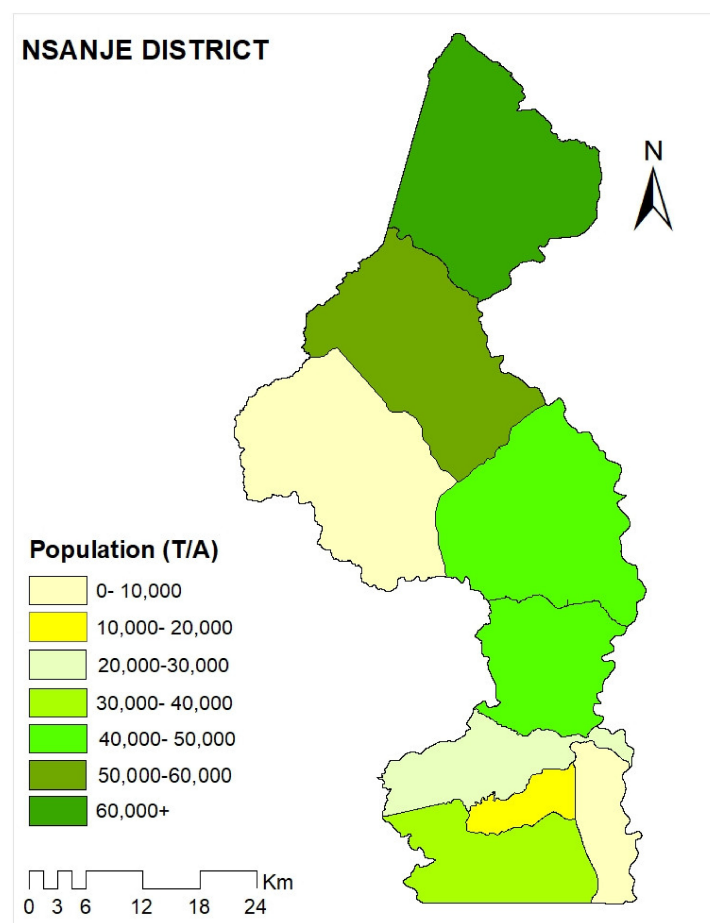 NSANJE DISTRICT
N
Population (T/A)
0- 10,000
10,000- 20,000
20,000-30,000
30,000- 40,000
40,000- 50,000
50,000-60,000
60,000+
Km
0 3 6 12 18 24